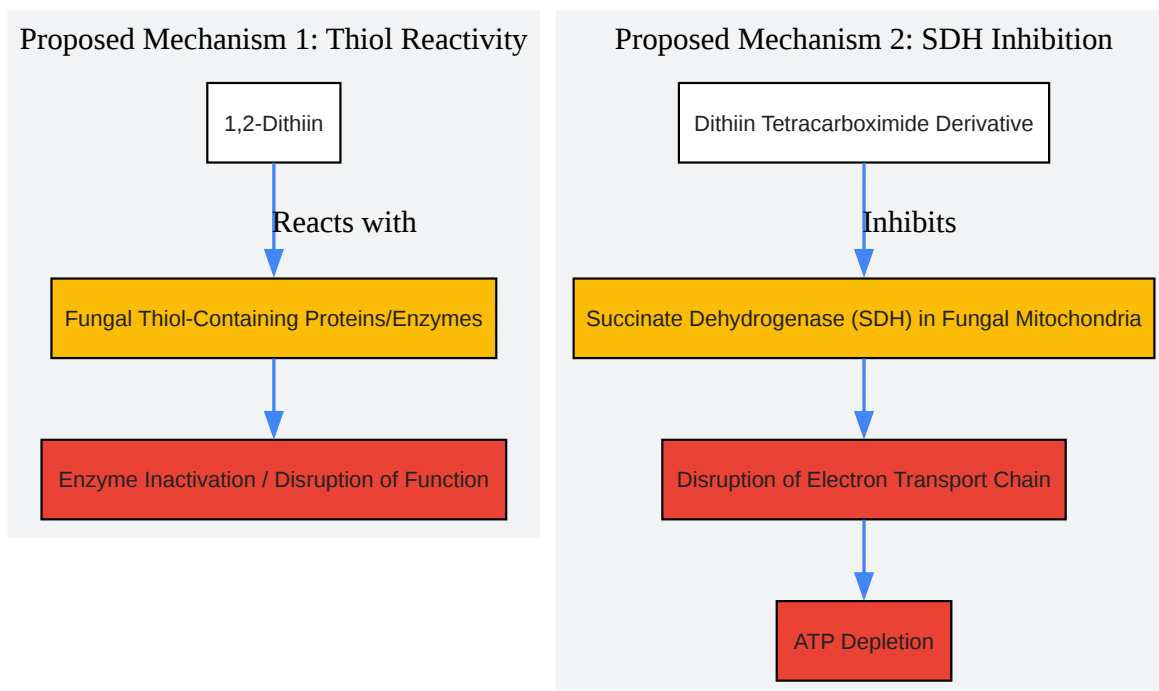 Proposed Mechanism 1: Thiol Reactivity
1,2-Dithiin
Reacts with
Fungal Thiol-Containing Proteins/Enzymes
Enzyme Inactivation / Disruption of Function
Proposed Mechanism 2: SDH Inhibition
Dithiin Tetracarboximide Derivative
Inhibits
Succinate Dehydrogenase (SDH) in Fungal Mitochondria
Disruption of Electron Transport Chain
ATP Depletion